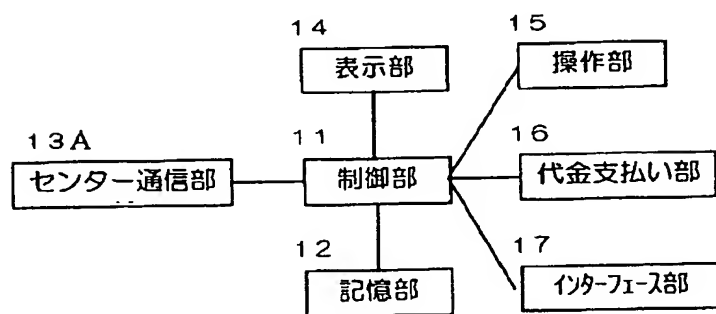 14
表示部
15
操作部
13A
センター通信部
11
制御部
16
代金支払い部
12
記憶部
17
インターフェース部